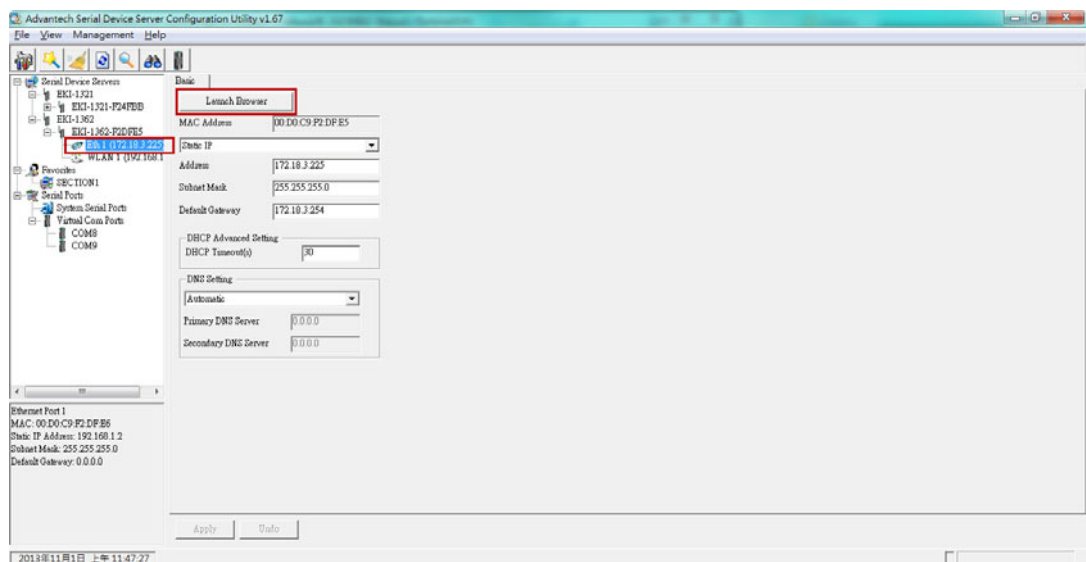 Advantech Serial Device Server Configuration Utility v1.67
File View Management Help
Serial Device Servers
EKI-1321
EKI-1321-F24FBD
EKI-1362
EKI-1362-F2DFE5
Eth 1 (172.18.3.225)
WLAN 1 (192.168.1
Favorites
SECTION1
Serial Ports
System Serial Ports
Virtual Com Ports
COM8
COM9
Ethernet Port 1
MAC: 00:D0:C9:F2:DF:E6
Static IP Address: 192.168.1.2
Subnet Mask: 255.255.255.0
Default Gateway: 0.0.0.0
Basic
Launch Browser
MAC Address 00:D0:C9:F2:DF:E5
Static IP
Address 172.18.3.225
Subnet Mask 255.255.255.0
Default Gateway 172.18.3.254
DHCP Advanced Setting
DHCP Timeout(s) 30
DNS Setting
Automatic
Primary DNS Server 0.0.0.0
Secondary DNS Server 0.0.0.0
Apply Undo
2013年11月1日 上午 11:47:27